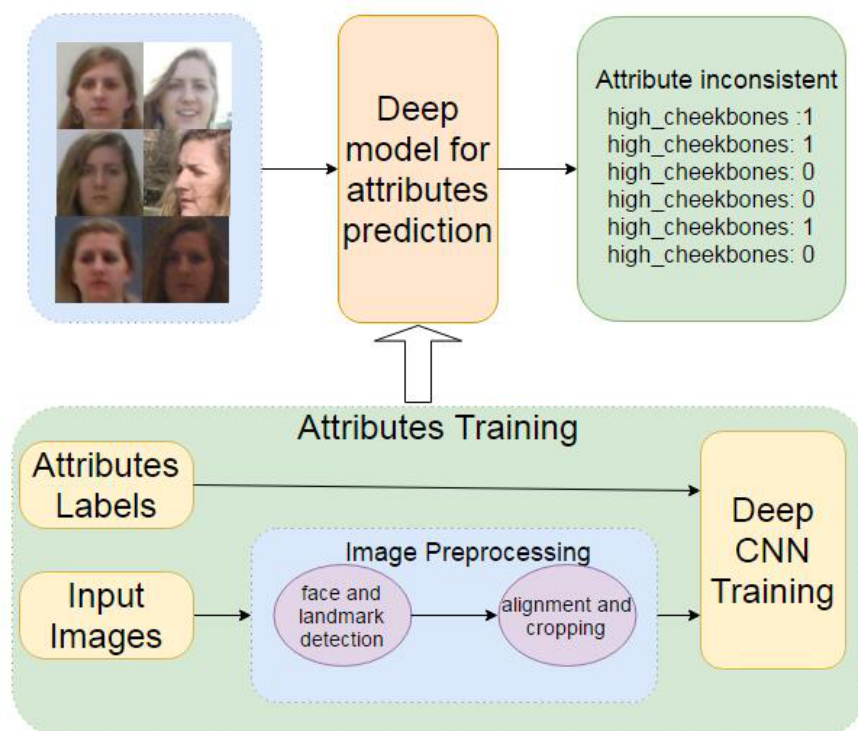 Deep
model for
attributes
prediction
Attribute inconsistent
high_cheekbones :1
high_cheekbones: 1
high_cheekbones: 0
high_cheekbones: 0
high_cheekbones: 1
high_cheekbones: 0
Attributes Training
Attributes
Labels
Input
Images
Image Preprocessing
face and
landmark
detection
alignment and
cropping
Deep
CNN
Training